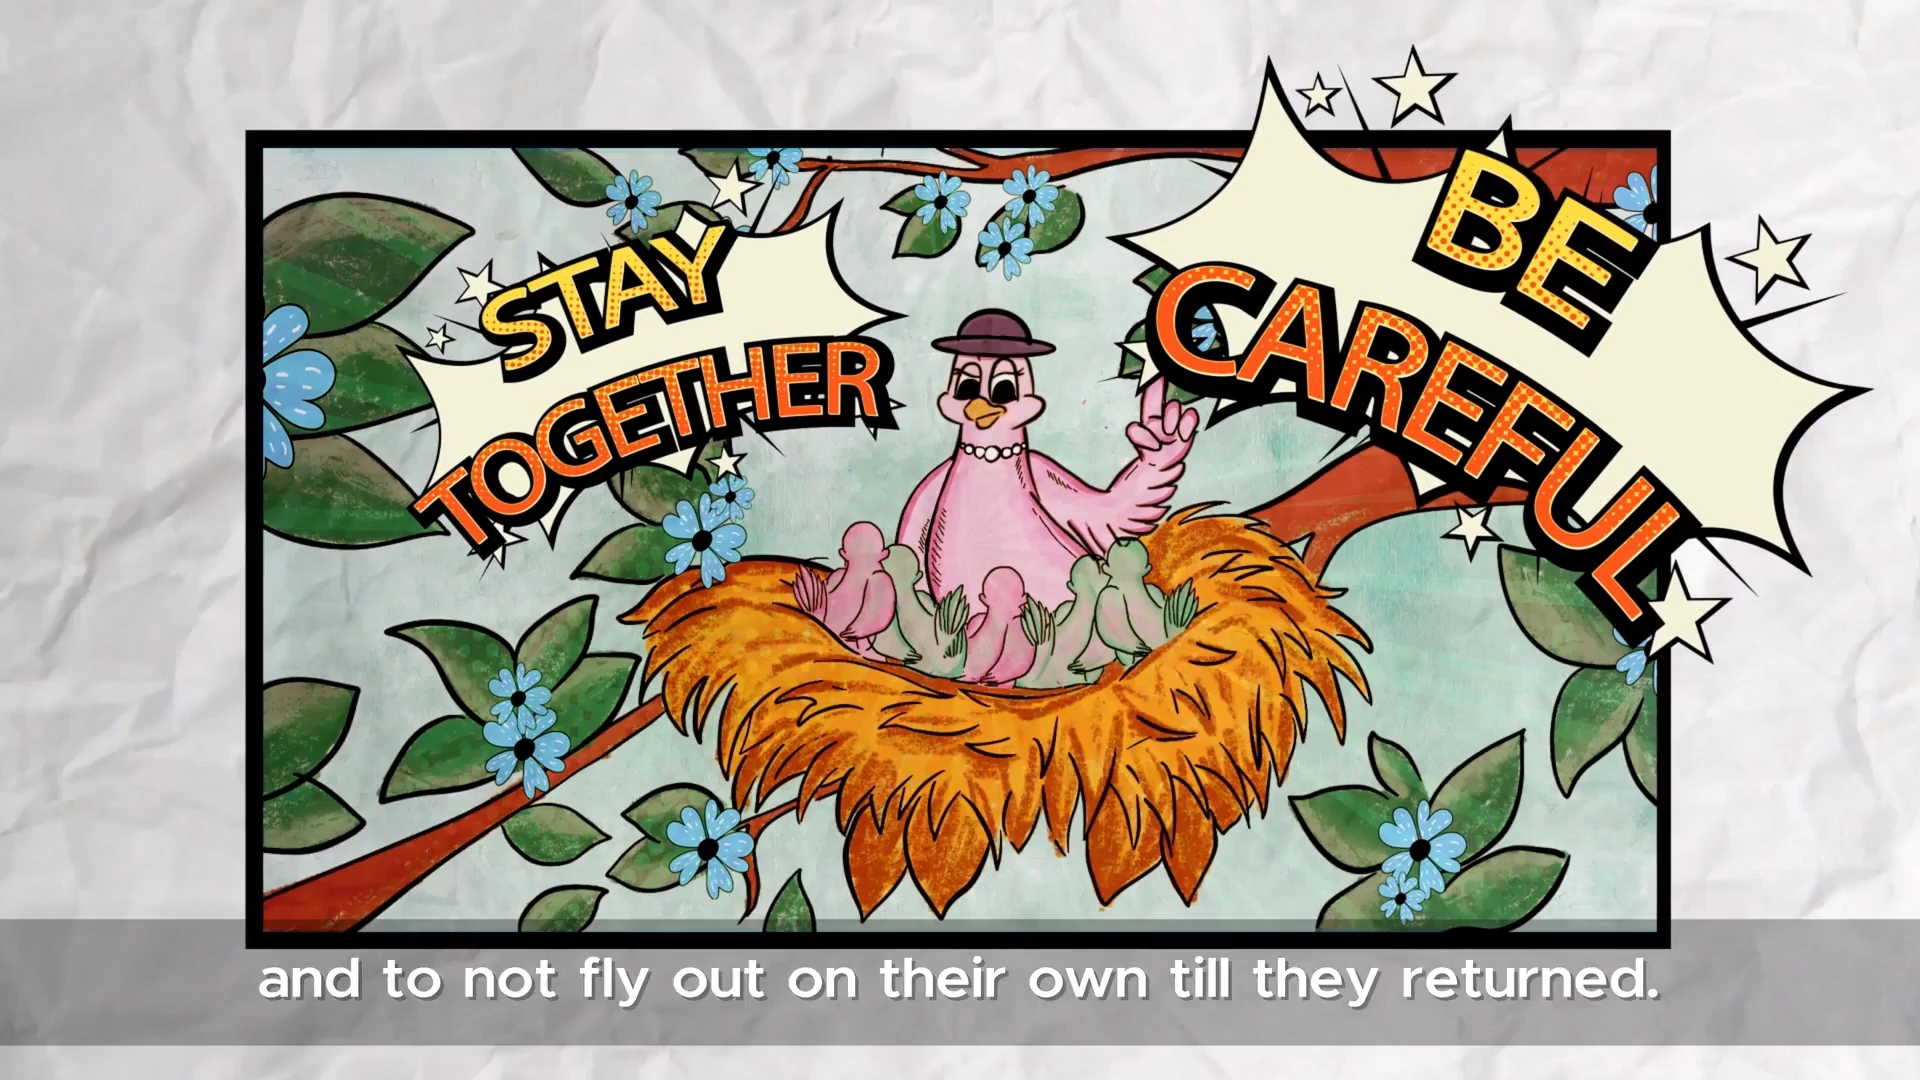 STAY
TOGETHER
BE
CAREFUL
and to not fly out on their own till they returned.